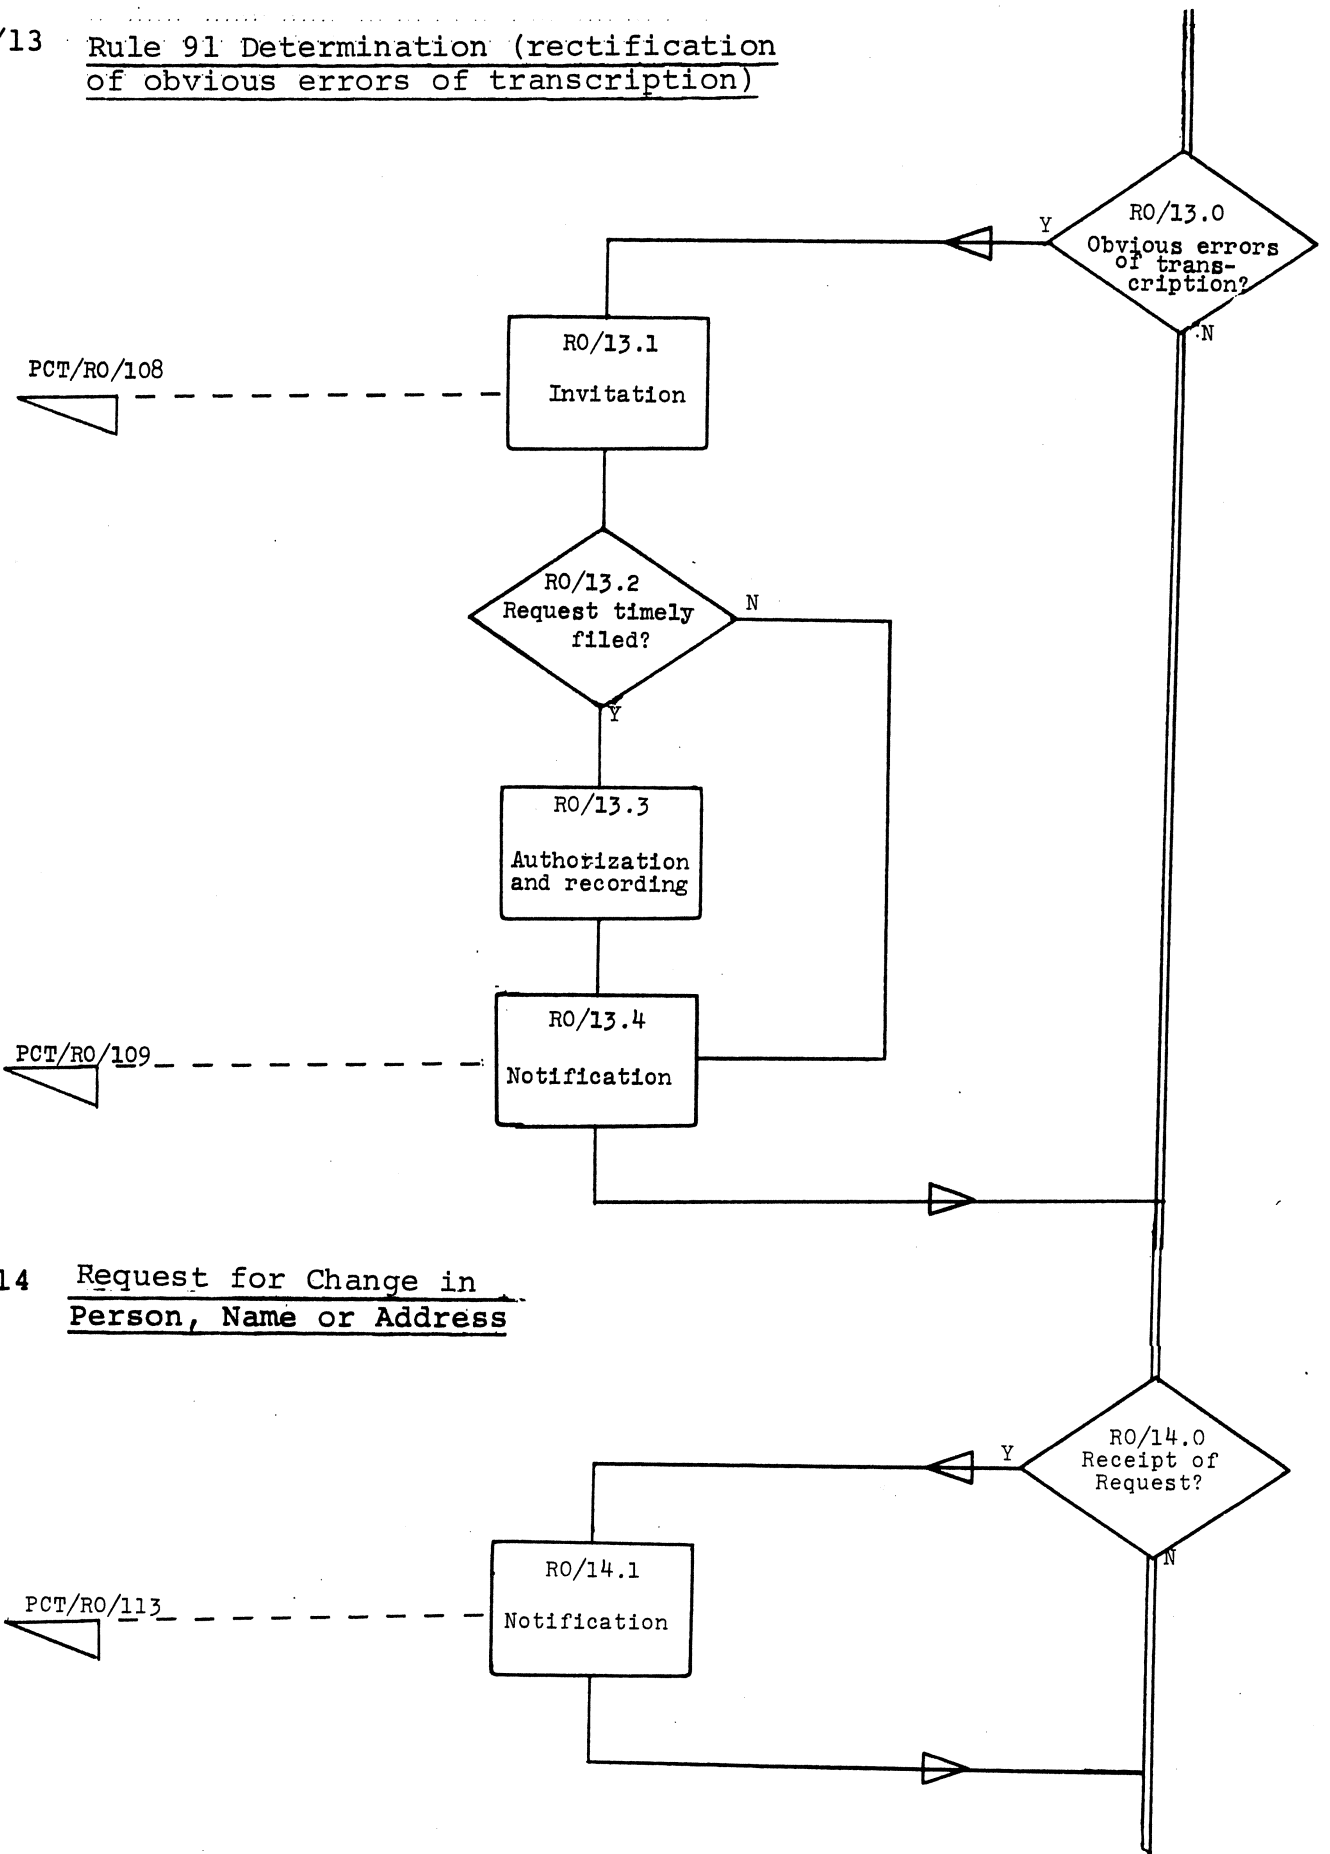 /13 Rule 91 Determination (rectification
of obvious errors of transcription)
RO/13.0
Y
Obvious errors
of trans-
cription?
N
RO/13.1
Invitation
PCT/RO/108
RO/13.2
Request timely
filed?
N
Y
RO/13.3
Authorization
and recording
RO/13.4
Notification
PCT/RO/109
14 Request for Change in
Person, Name or Address
RO/14.0
Receipt of
Request?
Y
N
RO/14.1
Notification
PCT/RO/113